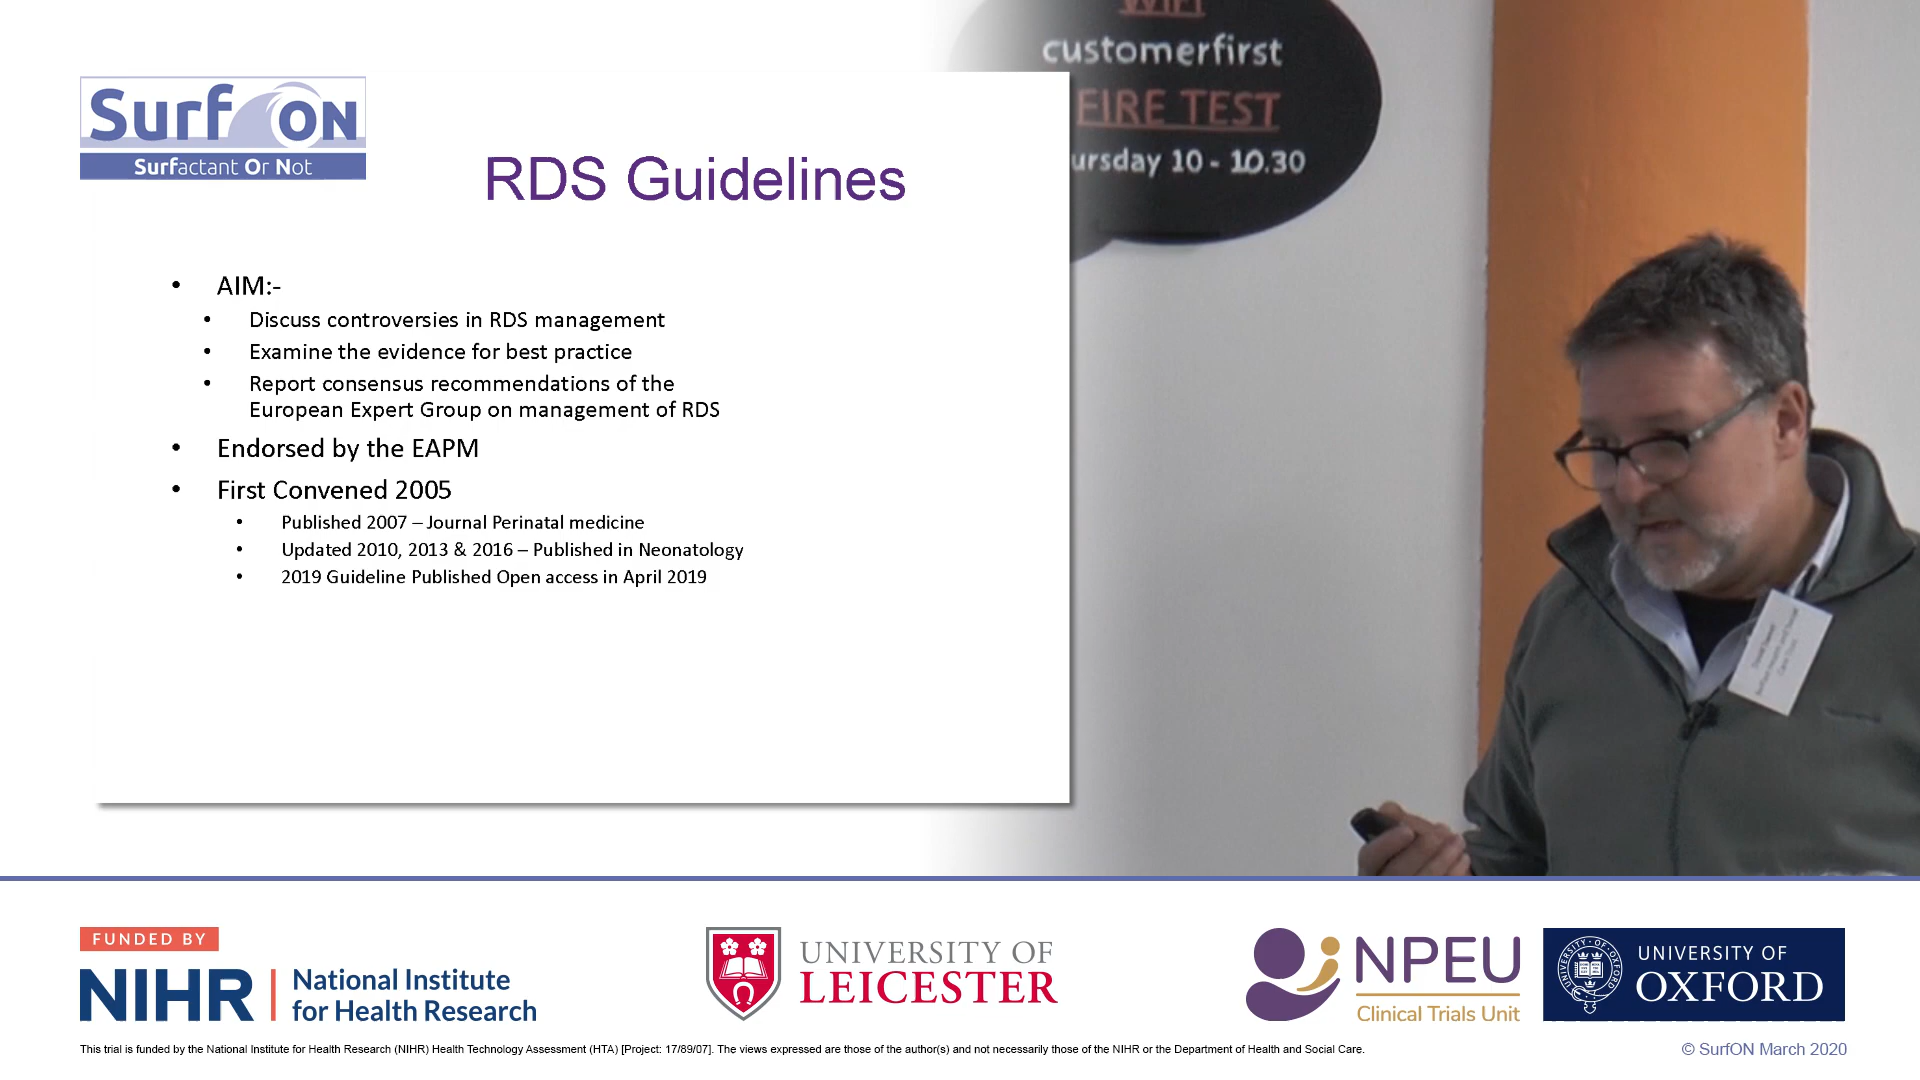 WiFi
customerfirst
FIRE TEST
ursday 10 - 10.30
Surf ON
Surfactant Or Not
RDS Guidelines
• AIM:-
• Discuss controversies in RDS management
• Examine the evidence for best practice
• Report consensus recommendations of the
European Expert Group on management of RDS
• Endorsed by the EAPM
• First Convened 2005
• Published 2007 – Journal Perinatal medicine
• Updated 2010, 2013 & 2016 – Published in Neonatology
• 2019 Guideline Published Open access in April 2019
FUNDED BY
NIHR | National Institute
for Health Research
UNIVERSITY OF
LEICESTER
NPEU
Clinical Trials Unit
UNIVERSITY OF
OXFORD
This trial is funded by the National Institute for Health Research (NIHR) Health Technology Assessment (HTA) [Project: 17/89/07]. The views expressed are those of the author(s) and not necessarily those of the NIHR or the Department of Health and Social Care.
© SurfON March 2020